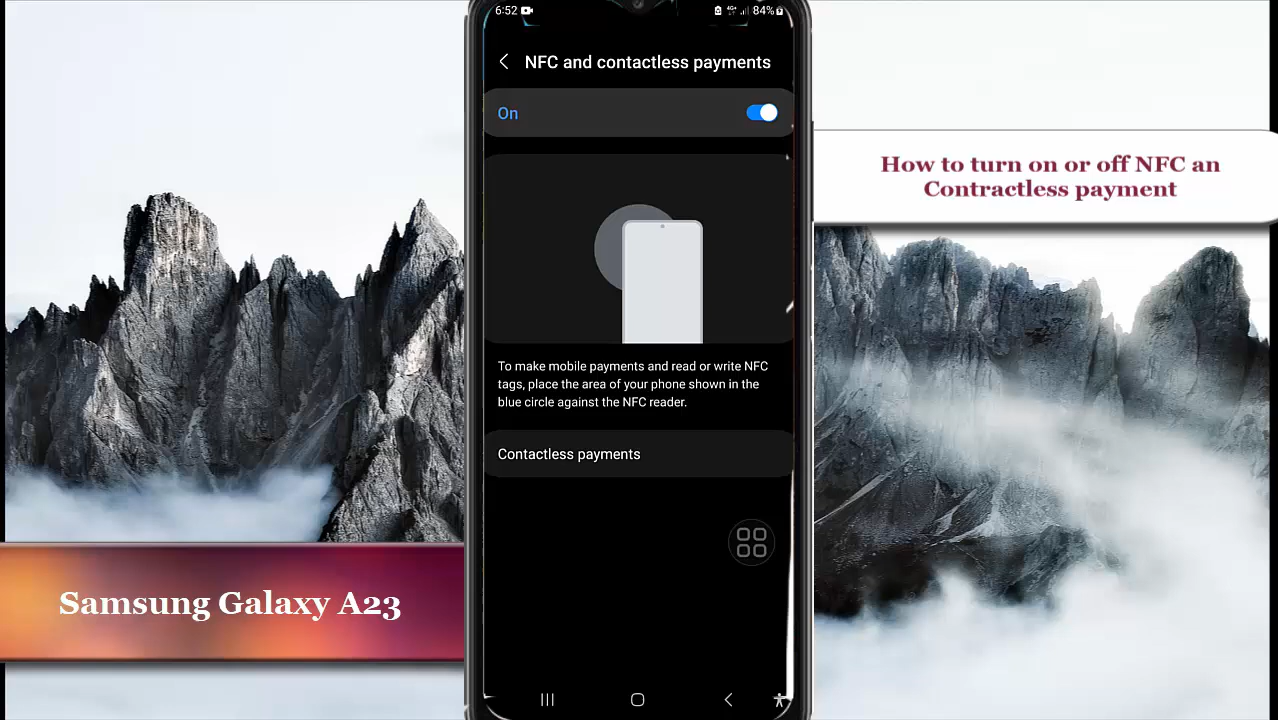 6:52
4G+
84%
NFC and contactless payments
On
To make mobile payments and read or write NFC
tags, place the area of your phone shown in the
blue circle against the NFC reader.
Contactless payments
How to turn on or off NFC an
Contractless payment
Samsung Galaxy A23